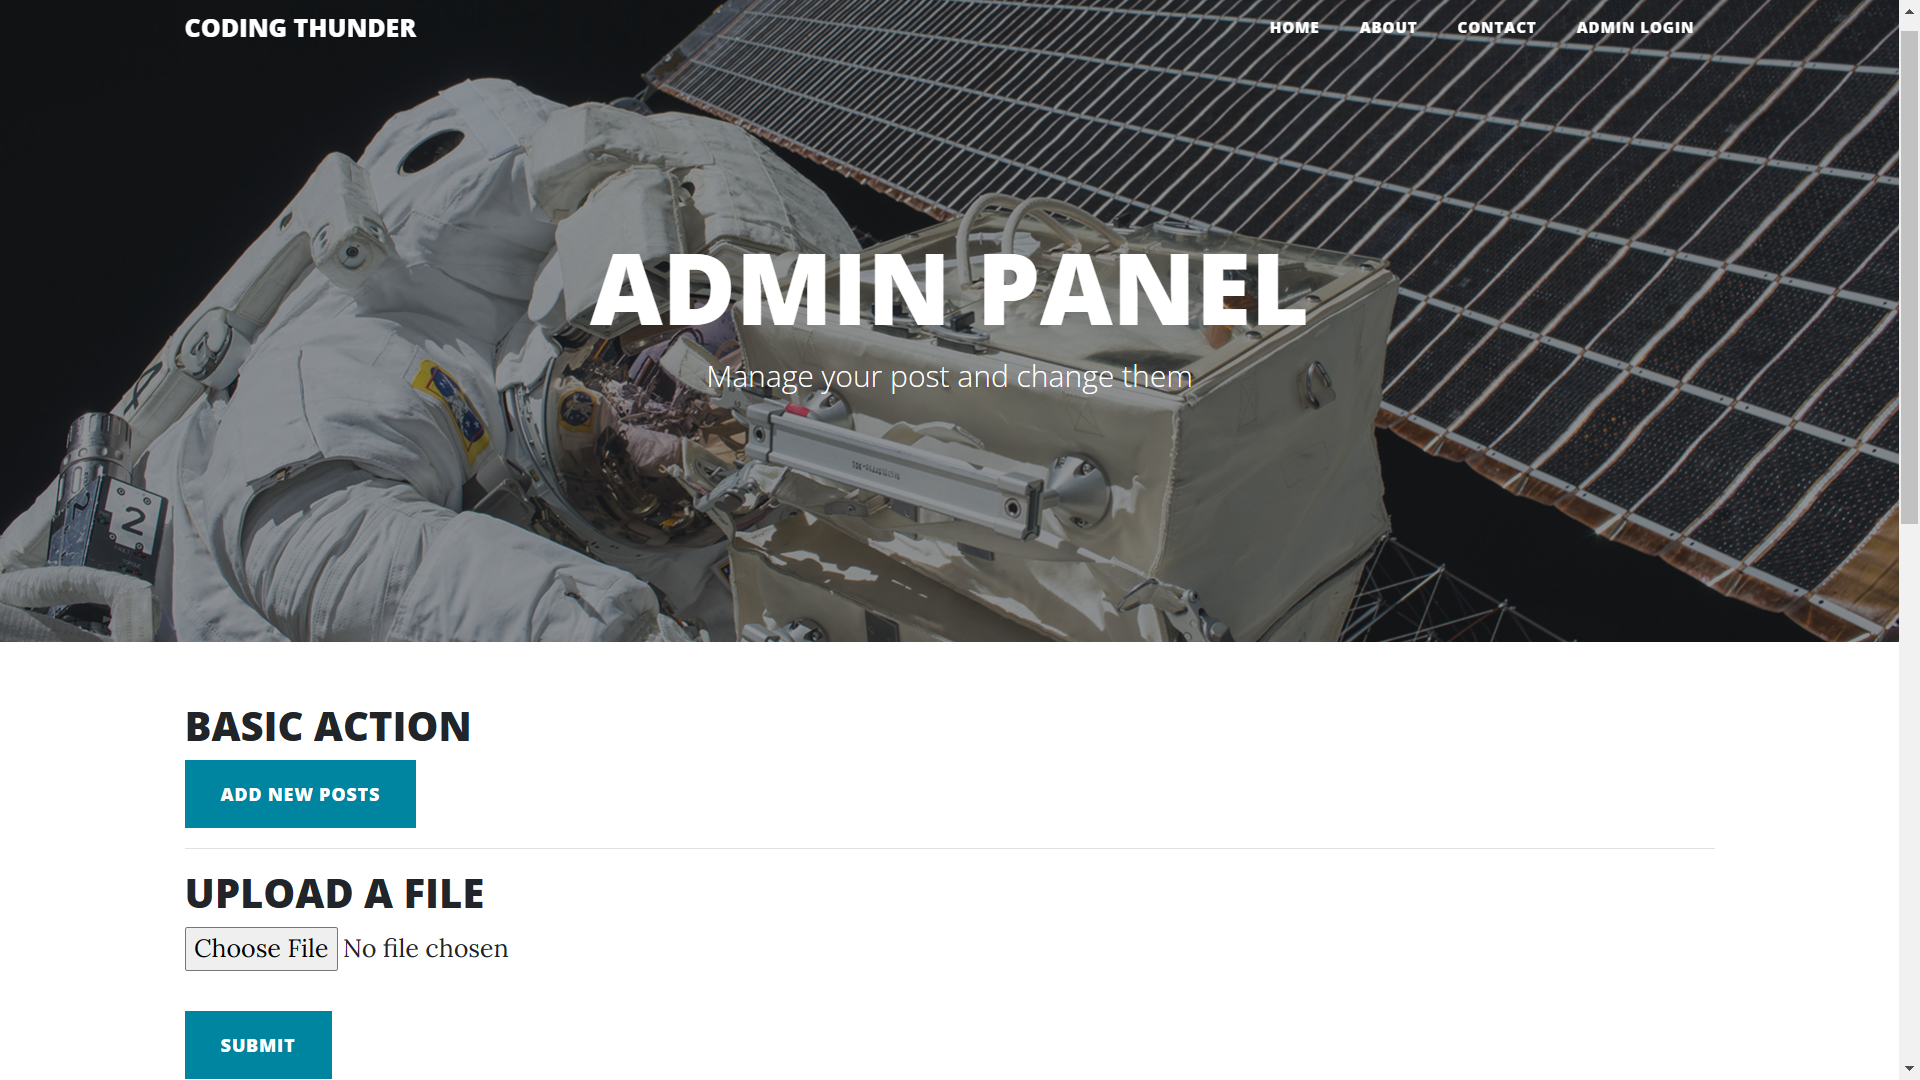 CODING THUNDER
HOME ABOUT CONTACT ADMIN LOGIN
ADMIN PANEL
Manage your post and change them
2
BASIC ACTION
ADD NEW POSTS
UPLOAD A FILE
Choose File No file chosen
SUBMIT